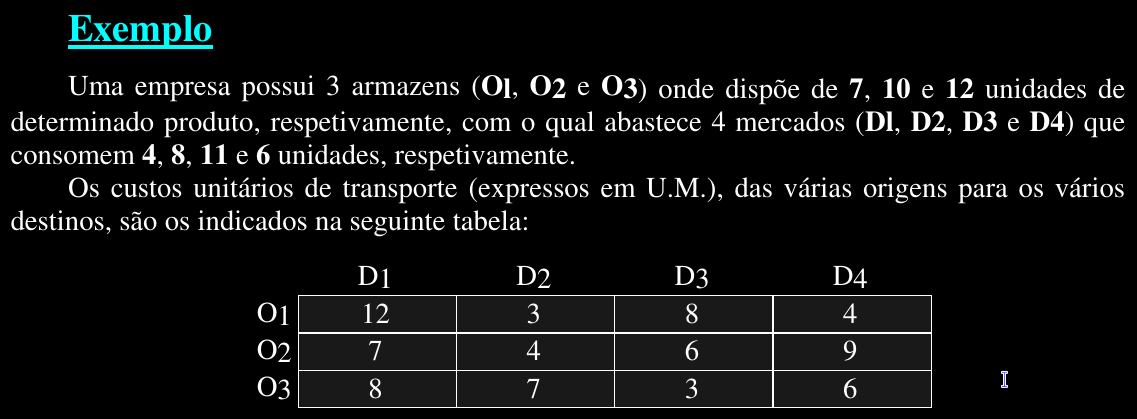 Exemplo
Uma empresa possui 3 armazens (Ol, O2 e O3) onde dispõe de 7, 10 e 12 unidades de
determinado produto, respetivamente, com o qual abastece 4 mercados (Dl, D2, D3 e D4) que
consomem 4, 8, 11 e 6 unidades, respetivamente.
Os custos unitários de transporte (expressos em U.M.), das várias origens para os vários
destinos, são os indicados na seguinte tabela:
D1 D2 D3 D4
O1 12 3 8 4
O2 7 4 6 9
O3 8 7 3 6